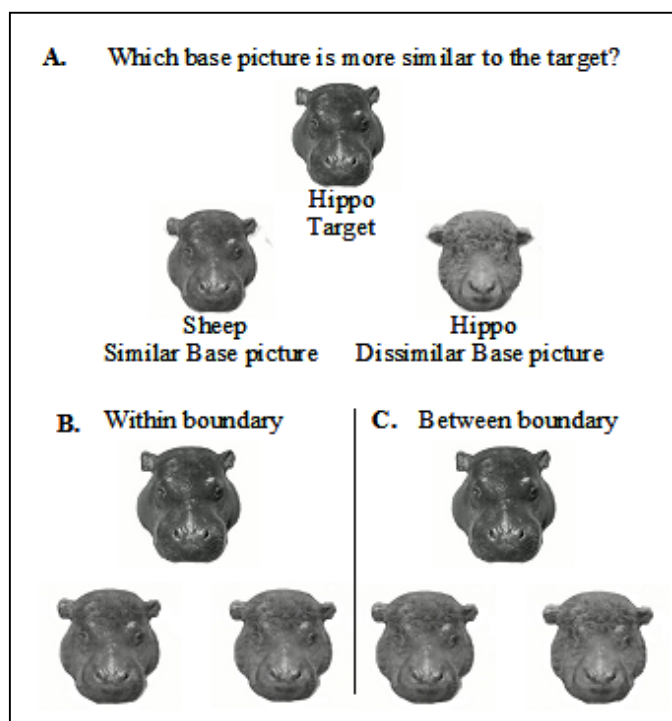 A. Which base picture is more similar to the target?
Hippo
Target
Sheep
Similar Base picture
Hippo
Dissimilar Base picture
B. Within boundary
C. Between boundary